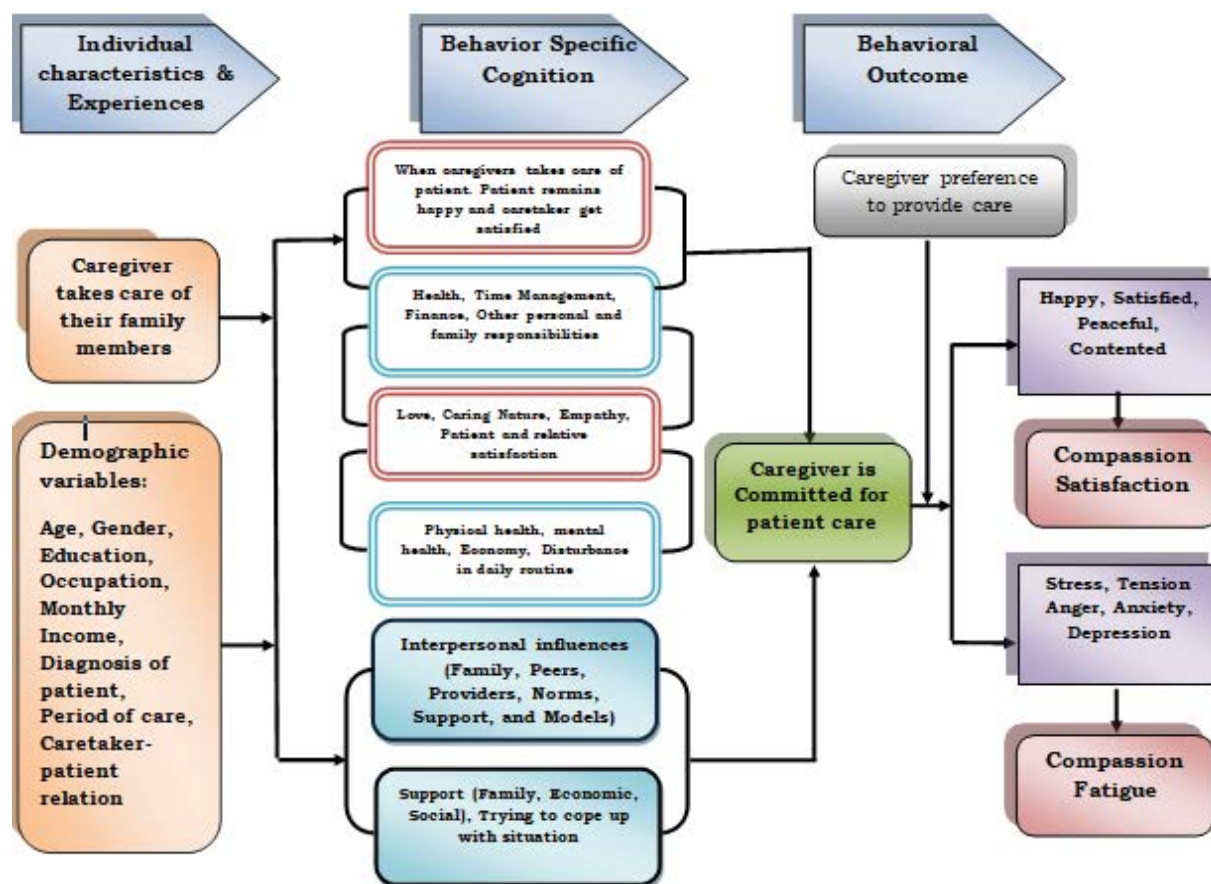 Individual
characteristics &
Experiences
Behavior Specific
Cognition
Behavioral
Outcome
When caregivers takes care of
patient. Patient remains
happy and caretaker get
satisfied
Caregiver preference
to provide care
Caregiver
takes care of
their family
members
Health, Time Management,
Finance, Other personal and
family responsibilities
Happy, Satisfied,
Peaceful,
Contented
Love, Caring Nature, Empathy,
Patient and relative
satisfaction
Caregiver is
Committed for
patient care
Compassion
Satisfaction
Demographic
variables:
Age, Gender,
Education,
Occupation,
Monthly
Income,
Diagnosis of
patient,
Period of care,
Caretaker-
patient
relation
Physical health, mental
health, Economy, Disturbance
in daily routine
Stress, Tension
Anger, Anxiety,
Depression
Interpersonal influences
(Family, Peers,
Providers, Norms,
Support, and Models)
Compassion
Fatigue
Support (Family, Economic,
Social), Trying to cope up
with situation